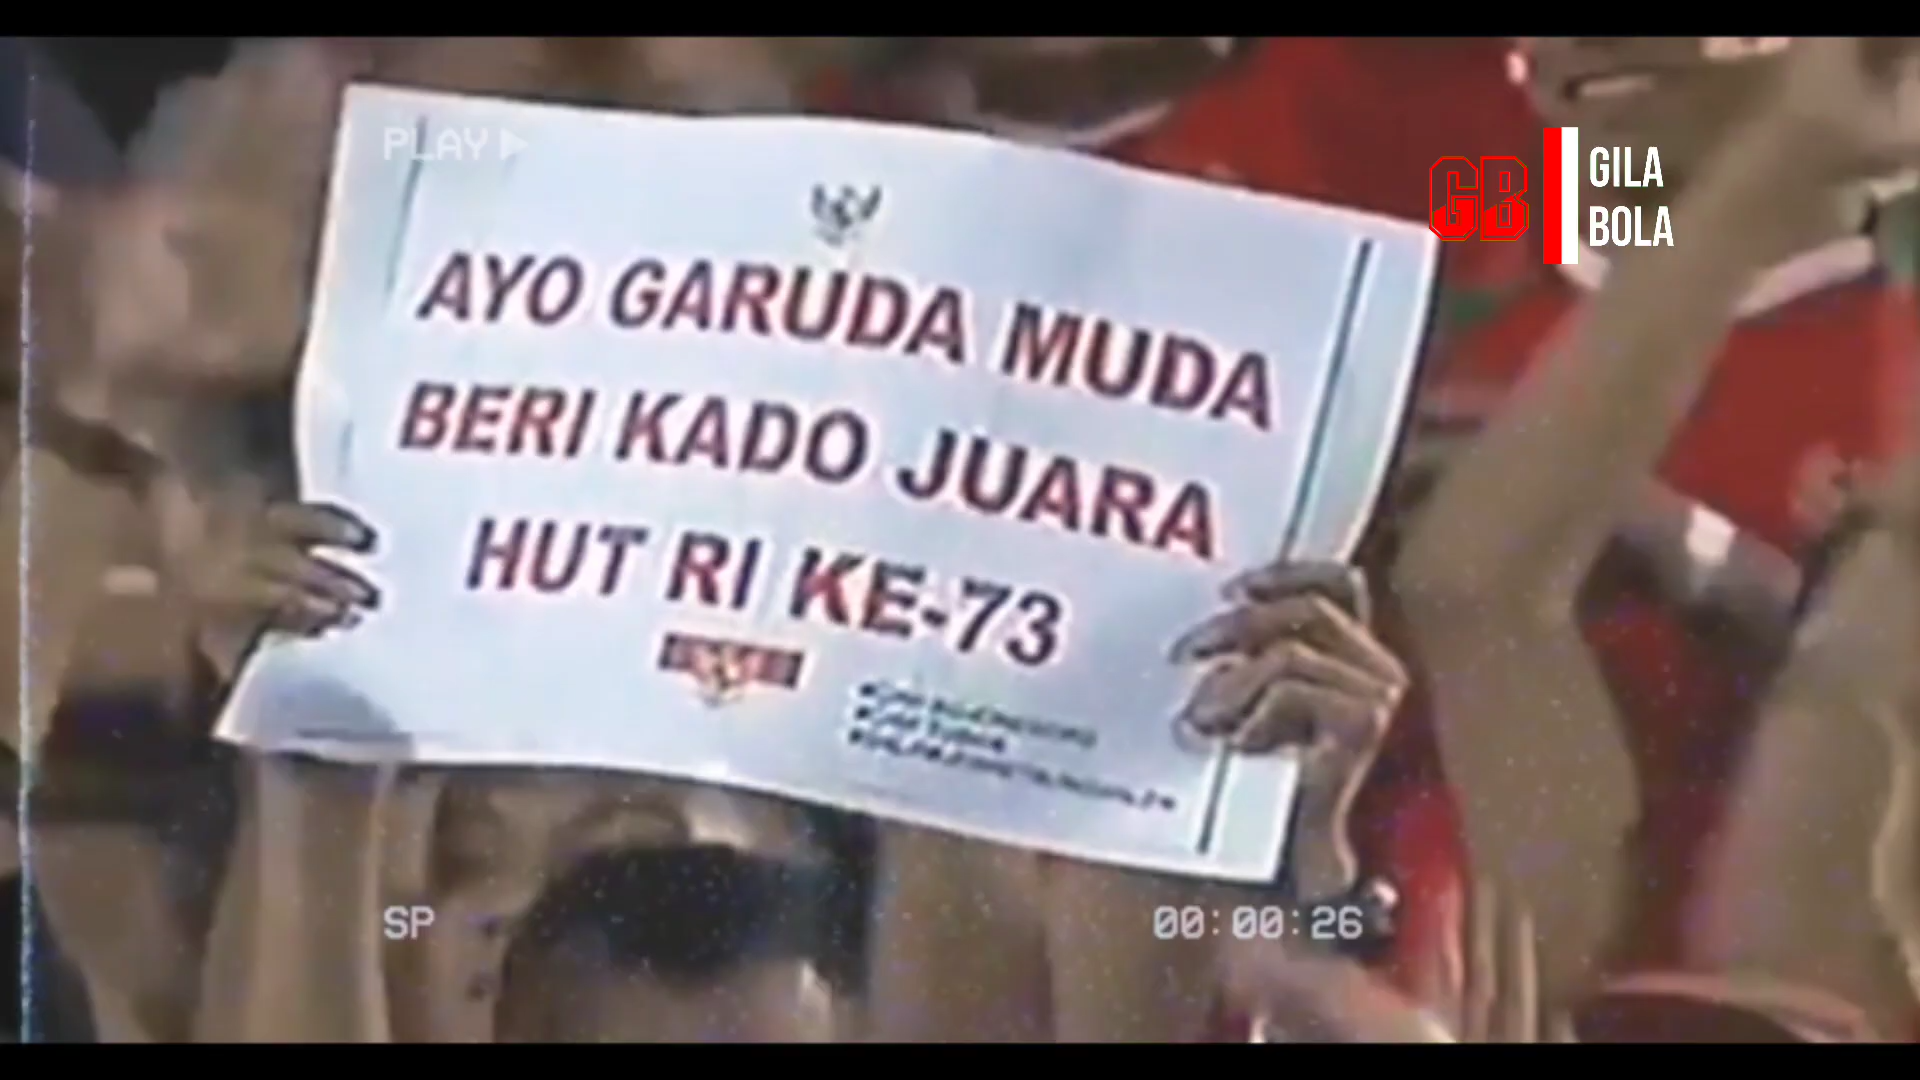 PLAY
GB GILA
BOLA
AYO GARUDA MUDA
BERI KADO JUARA
HUT RI KE-73
SP
00:00:26